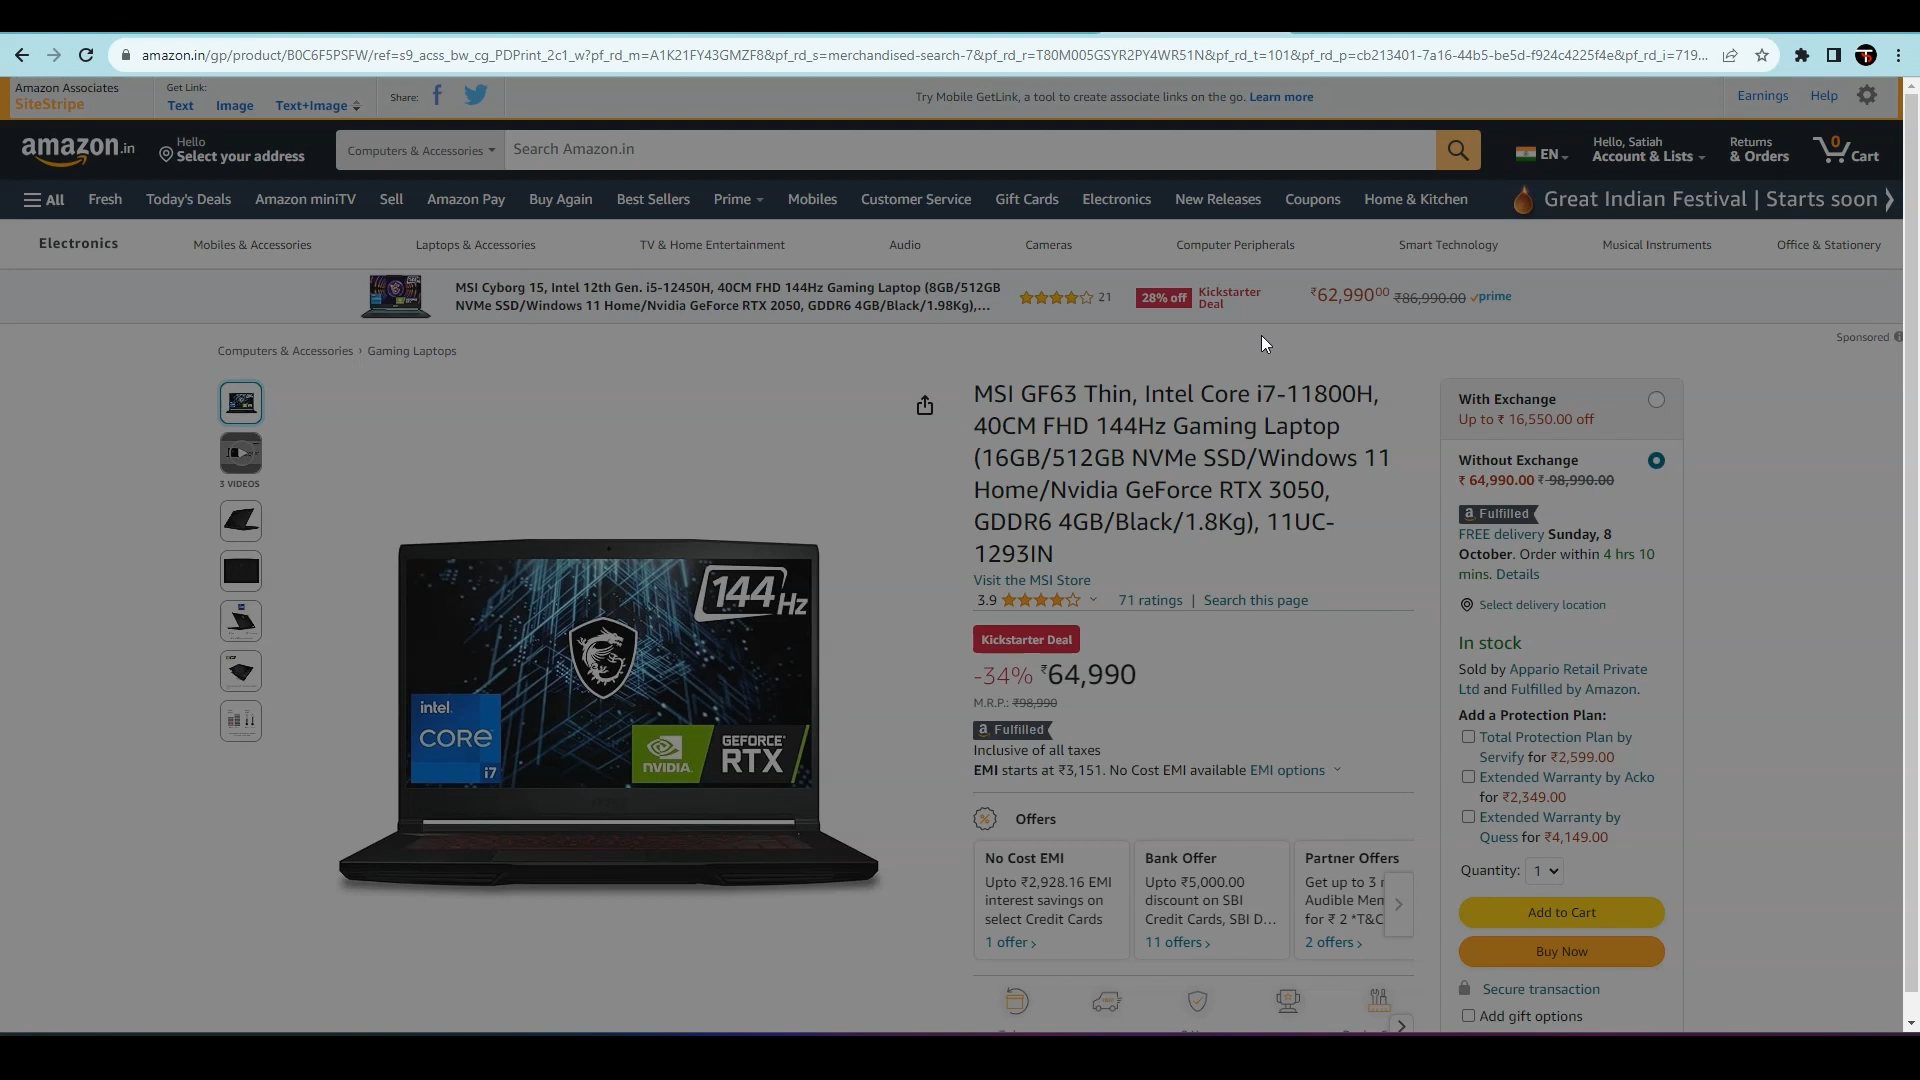 amazon.in/gp/product/B0C6F5PSFW/ref=s9_acss_bw_cg_PDPrint_2c1_w?pf_rd_m=A1K21FY43GMZF8&pf_rd_s=merchandised-search-7&pf_rd_r=T80M005GSYR2PY4WR51N&pf_rd_t=101&pf_rd_p=cb213401-7a16-44b5-be5d-f924c4225f4e&pf_rd_i=719...
Amazon Associates
SiteStripe
Get Link:
Text Image Text+Image
Share:
Try Mobile GetLink, a tool to create associate links on the go. Learn more
Earnings Help
amazon.in
Hello
Select your address
Computers & Accessories
Search Amazon.in
EN
Hello, Satiah
Account & Lists
Returns
& Orders
0
Cart
All Fresh Today's Deals Amazon miniTV Sell Amazon Pay Buy Again Best Sellers Prime Mobiles Customer Service Gift Cards Electronics New Releases Coupons Home & Kitchen
Great Indian Festival | Starts soon
Electronics Mobiles & Accessories Laptops & Accessories TV & Home Entertainment Audio Cameras Computer Peripherals Smart Technology Musical Instruments Office & Stationery
MSI Cyborg 15, Intel 12th Gen. i5-12450H, 40CM FHD 144Hz Gaming Laptop (8GB/512GB
NVMe SSD/Windows 11 Home/Nvidia GeForce RTX 2050, GDDR6 4GB/Black/1.98Kg),...
21
28% off
Kickstarter
Deal
₹62,99000 ₹86,990.00 prime
Sponsored
Computers & Accessories › Gaming Laptops
3 VIDEOS
144Hz
intel.
CORE
i7
NVIDIA.
GEFORCE
RTX
MSI GF63 Thin, Intel Core i7-11800H,
40CM FHD 144Hz Gaming Laptop
(16GB/512GB NVMe SSD/Windows 11
Home/Nvidia GeForce RTX 3050,
GDDR6 4GB/Black/1.8Kg), 11UC-
1293IN
Visit the MSI Store
3.9 71 ratings | Search this page
Kickstarter Deal
-34% ₹64,990
M.R.P.: ₹98,990
a Fulfilled
Inclusive of all taxes
EMI starts at ₹3,151. No Cost EMI available EMI options
Offers
No Cost EMI
Upto ₹2,928.16 EMI
interest savings on
select Credit Cards
1 offer ›
Bank Offer
Upto ₹5,000.00
discount on SBI
Credit Cards, SBI D...
11 offers ›
Partner Offers
Get up to 3
Audible Mem
for ₹ 2 *T&C
2 offers ›
With Exchange
Up to ₹ 16,550.00 off
Without Exchange
₹ 64,990.00 ₹ 98,990.00
a Fulfilled
FREE delivery Sunday, 8
October. Order within 4 hrs 10
mins. Details
Select delivery location
In stock
Sold by Appario Retail Private
Ltd and Fulfilled by Amazon.
Add a Protection Plan:
Total Protection Plan by
Servify for ₹2,599.00
Extended Warranty by Acko
for ₹2,349.00
Extended Warranty by
Quess for ₹4,149.00
Quantity: 1
Add to Cart
Buy Now
Secure transaction
Add gift options